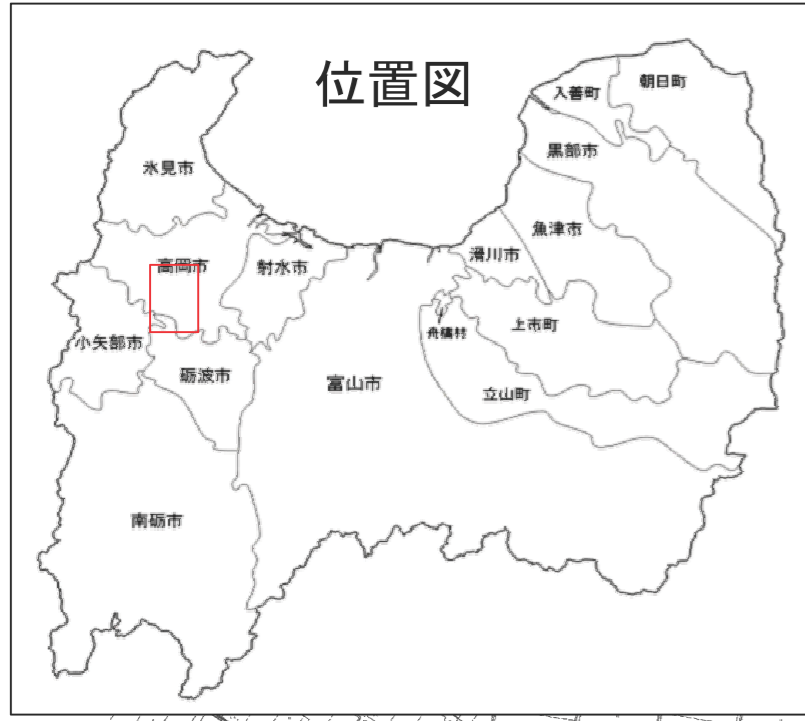 位置図
入善町
朝日町
黒部市
氷見市
魚津市
滑川市
高岡市
射水市
上市町
舟橋村
小矢部市
砺波市
富山市
立山町
南砺市